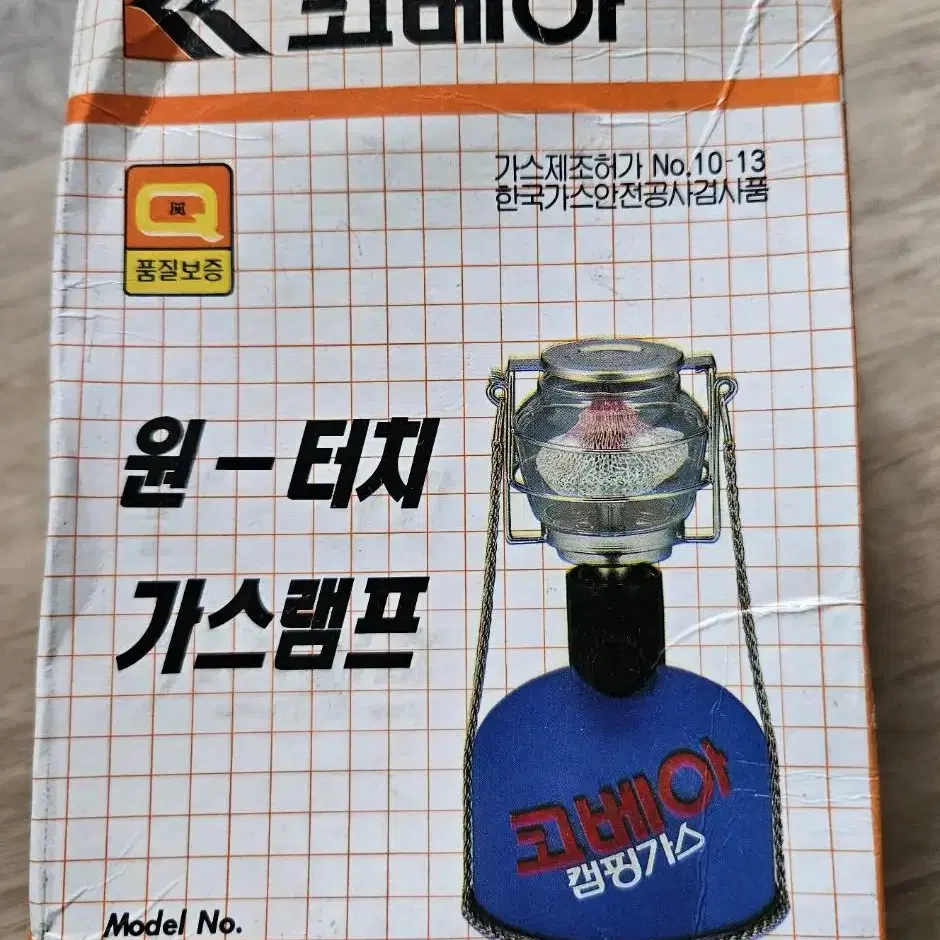 코베아
가스제조허가 No.10-13
한국가스안전공사검사품
Q
품질보증
원-터치
가스램프
코베아
캠핑가스
Model No.